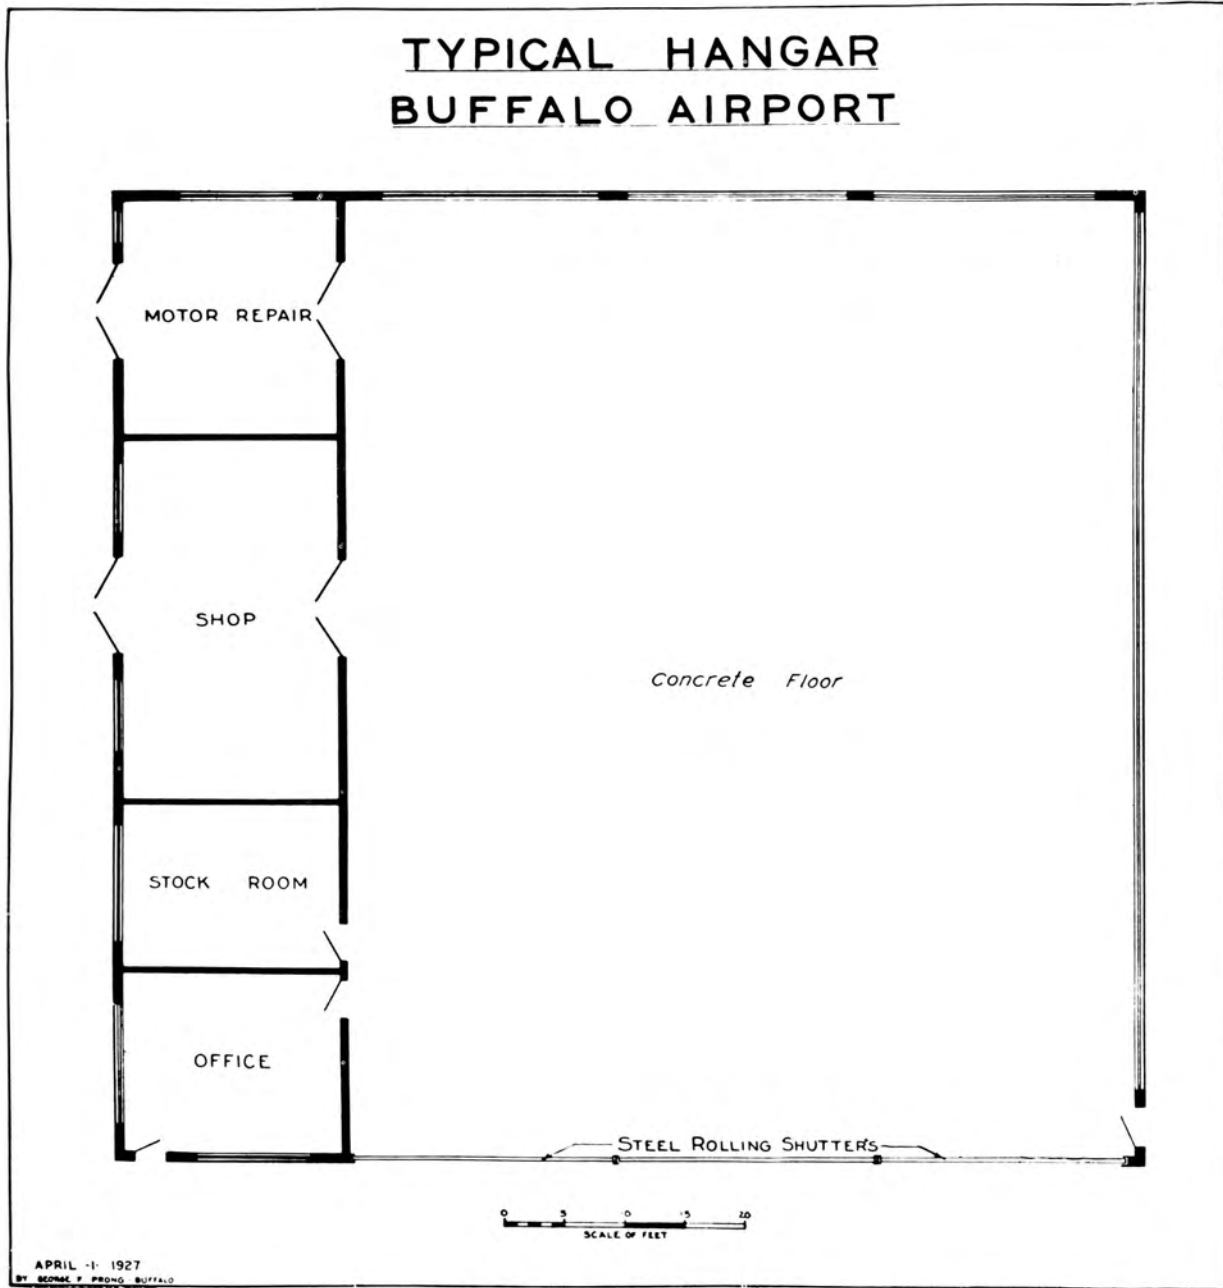 TYPICAL HANGAR
BUFFALO AIRPORT
MOTOR REPAIR
SHOP
Concrete Floor
STOCK ROOM
OFFICE
STEEL ROLLING SHUTTER'S
0 5 10 15 20
SCALE OF FEET
APRIL -1- 1927
BY GEORGE F. PRONG BUFFALO